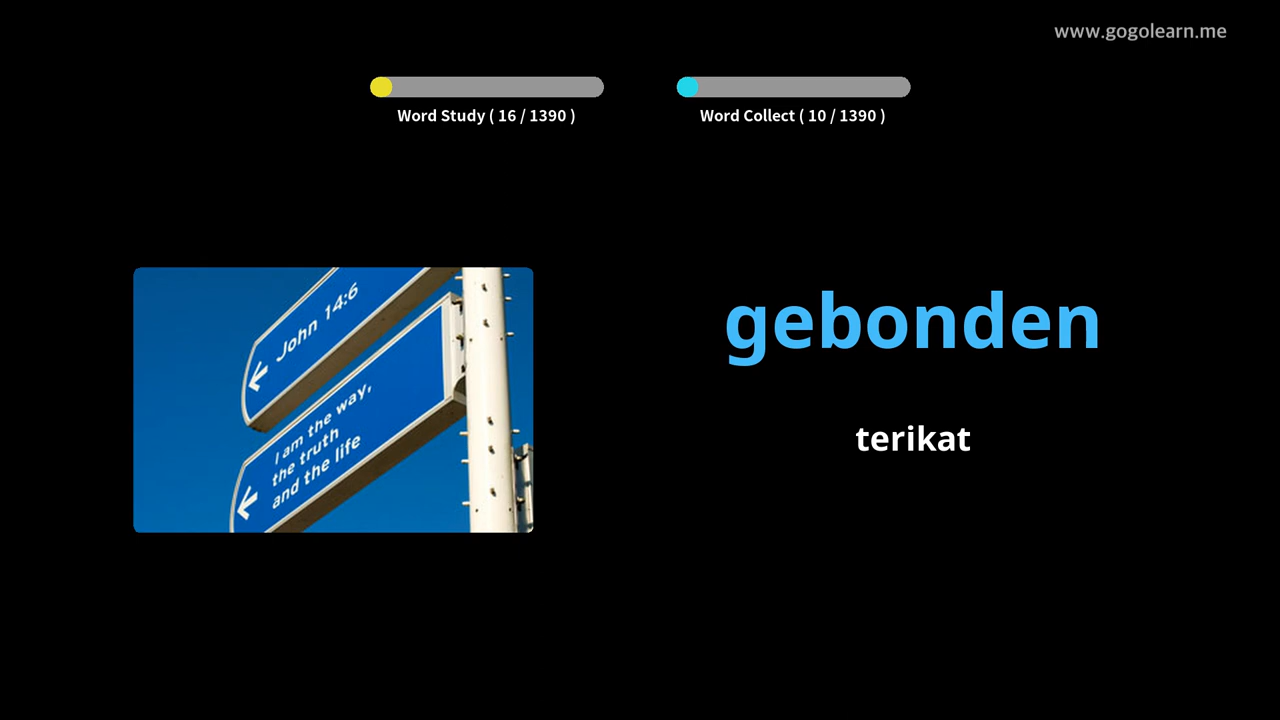 www.gogolearn.me
Word Study ( 16 / 1390 )
Word Collect ( 10 / 1390 )
John 14:6
I am the way,
the truth
and the life
gebonden
terikat